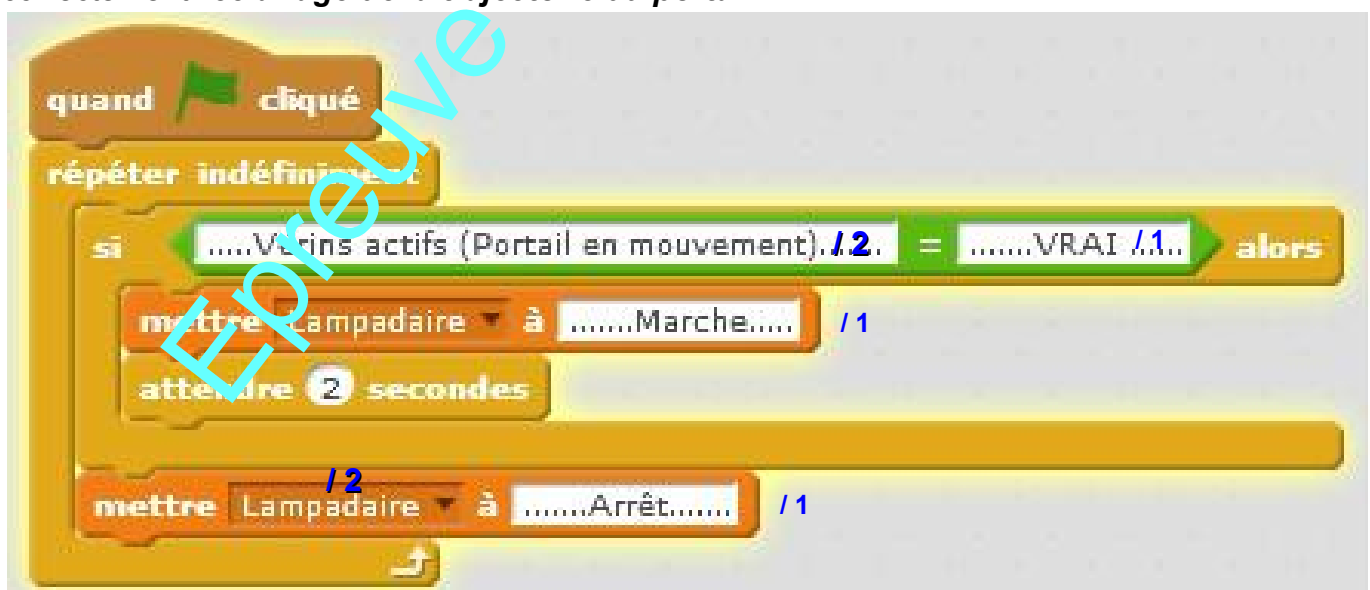 quand cliqué
répéter indéfiniment
si .....Vérins actifs (Portail en mouvement)./ 2.. = .......VRAI ./.1.. alors
mettre Lampadaire à .......Marche..... / 1
attendre 2 secondes
/ 2
mettre Lampadaire à .......Arrêt....... / 1
Epreuve